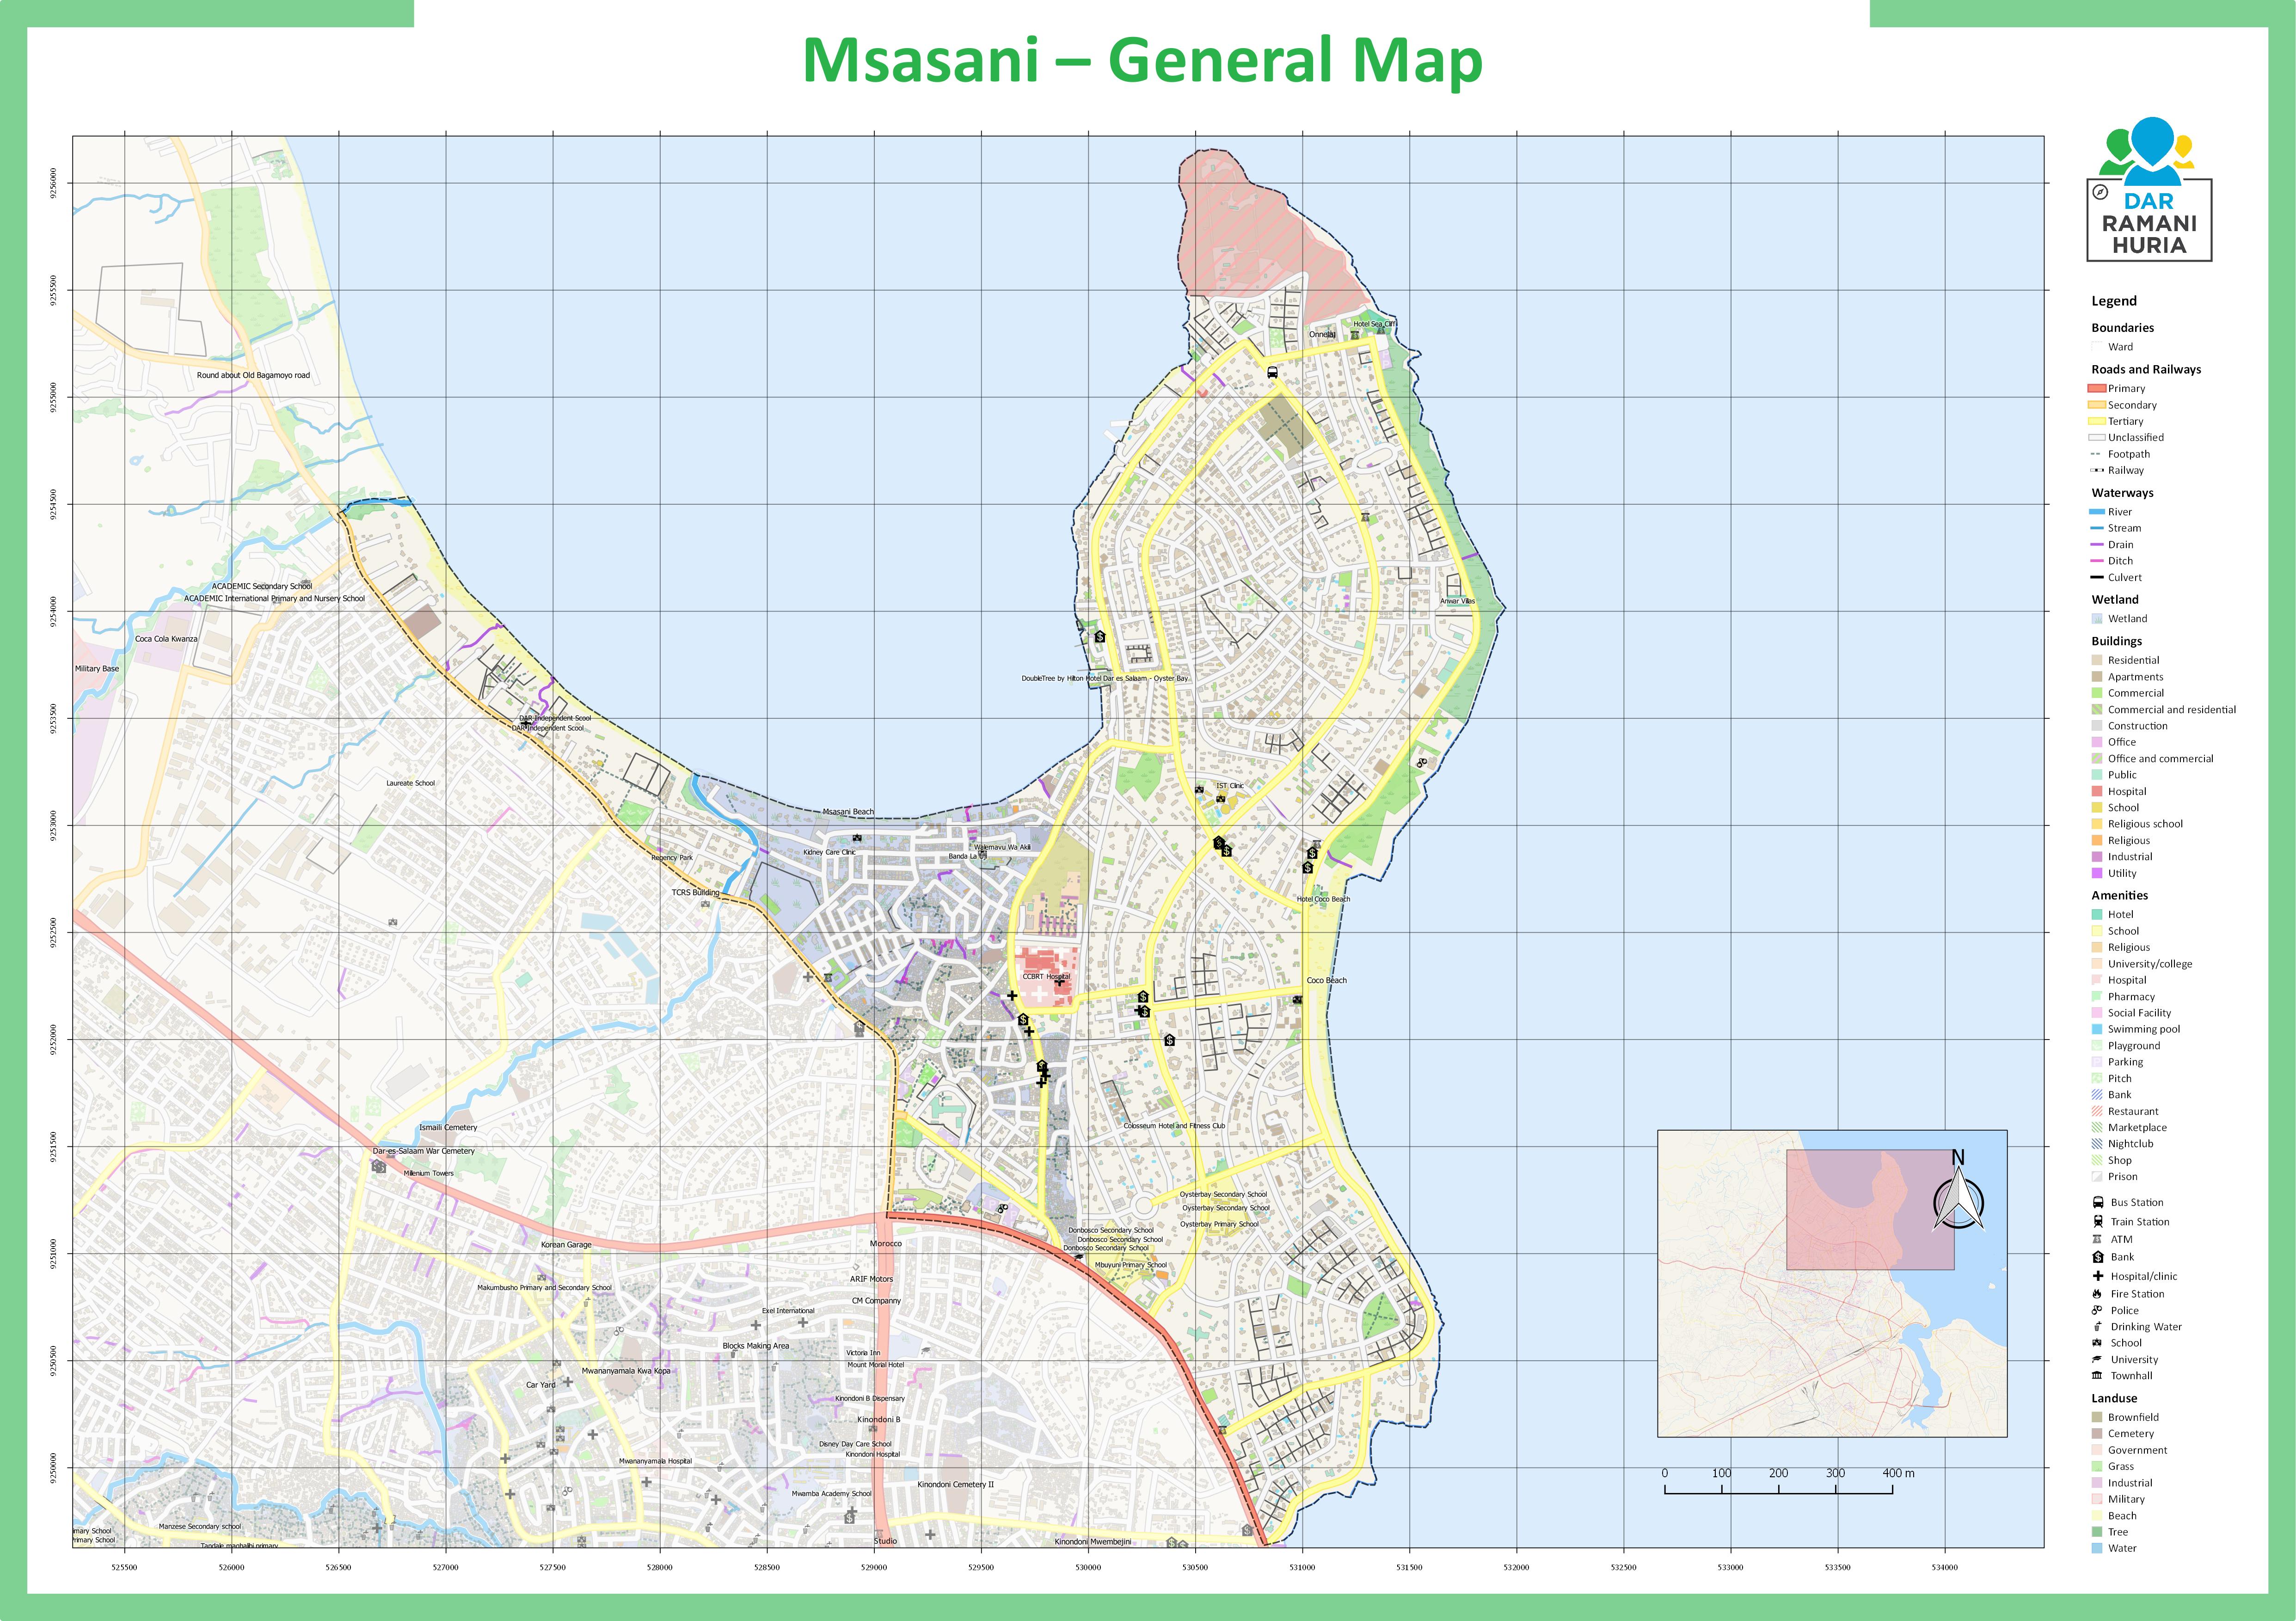 Msasani – General Map
DAR
RAMANI
HURIA
Legend
Boundaries
Ward
Roads and Railways
Primary
Secondary
Tertiary
Unclassified
Footpath
Railway
Waterways
River
Stream
Drain
Ditch
Culvert
Wetland
Wetland
Buildings
Residential
Apartments
Commercial
Commercial and residential
Construction
Office
Office and commercial
Public
Hospital
School
Religious school
Religious
Industrial
Utility
Amenities
Hotel
School
Religious
University/college
Hospital
Pharmacy
Social Facility
Swimming pool
Playground
Parking
Pitch
Bank
Restaurant
Marketplace
Nightclub
Shop
Prison
Bus Station
Train Station
ATM
Bank
Hospital/clinic
Fire Station
Police
Drinking Water
School
University
Townhall
Landuse
Brownfield
Cemetery
Government
Grass
Industrial
Military
Beach
Tree
Water
9256000
9255500
9255000
9254500
9254000
9253500
9253000
9252500
9252000
9251500
9251000
9250500
9250000
Hotel Sea Cliff
Round about Old Bagamoyo road
ACADEMIC Secondary School
ACADEMIC International Primary and Nursery School
Anwar Villas
Coca Cola Kwanza
Military Base
DoubleTree by Hilton Hotel Dar es Salaam - Oyster Bay
DAR Independent Scool
DAR Independent Scool
Laureate School
IST Clinic
Msasani Beach
Walemavu Wa Akili
Kidney Care Clinic
Banda La Uji
Regency Park
TCRS Building
Hotel Coco Beach
CCBRT Hospital
Coco Beach
Ismaili Cemetery
Colosseum Hotel and Fitness Club
Dar-es-Salaam War Cemetery
Millenium Towers
Oysterbay Secondary School
Oysterbay Secondary School
Oysterbay Primary School
Donbosco Secondary School
Donbosco Secondary School
Donbosco Secondary School
Korean Garage
Morocco
Mbuyuni Primary School
ARIF Motors
Makumbusho Primary and Secondary School
CM Companny
Exel International
Blocks Making Area
Victoria Inn
Mount Morial Hotel
Mwananyamala Kwa Kopa
Car Yard
Kinondoni B Dispensary
Kinondoni B
Disney Day Care School
Kinondoni Hospital
Mwananyamala Hospital
Kinondoni Cemetery II
Mwamba Academy School
Manzese Secondary school
imary School
Primary School
Studio
Kinondoni Mwembejini
N
0 100 200 300 400 m
525500 526000 526500 527000 527500 528000 528500 529000 529500 530000 530500 531000 531500 532000 532500 533000 533500 534000